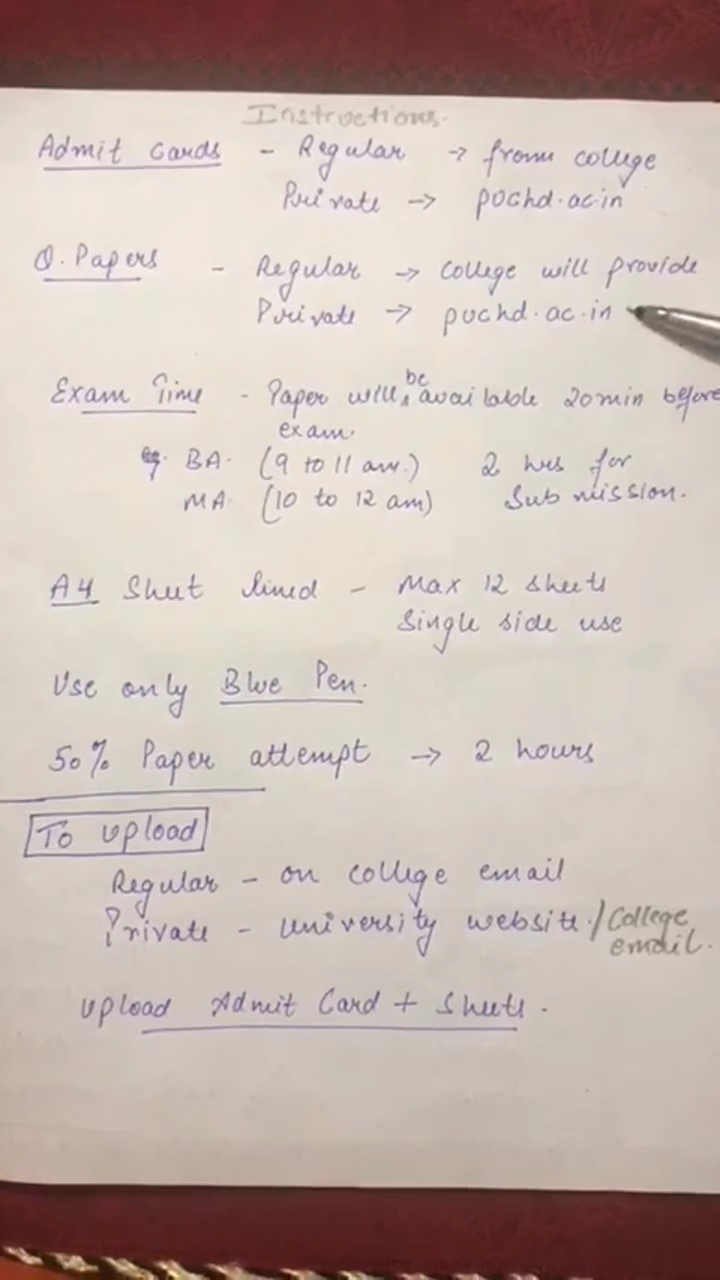 Instructions.
Admit Cards - Regular → from college
Private → puchd.ac.in
Q. Papers - Regular → College will provide
Private → puchd.ac.in
Exam Time - Paper will be available 20 min before
exam.
eg. BA. (9 to 11 am.) 2 hrs for
MA. (10 to 12 am) Submission.
A4 Sheet lined - Max 12 sheets
Single side use
Use only Blue Pen.
50% Paper attempt → 2 hours
To upload
Regular - on college email
Private - University website./College
email.
Upload Admit Card + Sheets.